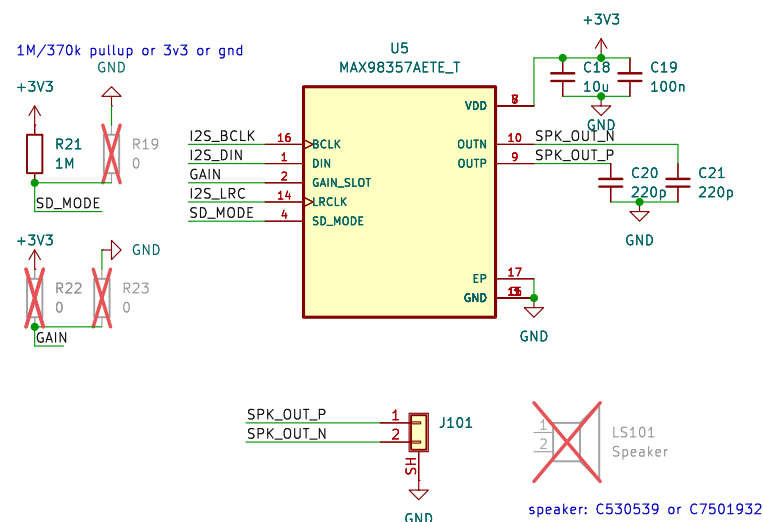 +3V3
U5
MAX98357AETE_T
1M/370k pullup or 3v3 or gnd
GND
+3V3
R21
1M
R19
0
SD_MODE
C18
10u
C19
100n
GND
VDD
I2S_BCLK 16 BCLK
I2S_DIN 1 DIN
GAIN 2 GAIN_SLOT
I2S_LRC 14 LRCLK
SD_MODE 4 SD_MODE
OUTN 10 SPK_OUT_N
OUTP 9 SPK_OUT_P
C20
220p
C21
220p
GND
+3V3
GND
R22
0
R23
0
GAIN
EP 17
GND
GND
SPK_OUT_P 1
SPK_OUT_N 2
J101
SH
GND
1
2
LS101
Speaker
speaker: C530539 or C7501932